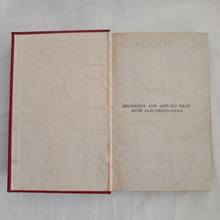 MECHANICS AND APPLIED HEAT
WITH ELECTROTECHNICS